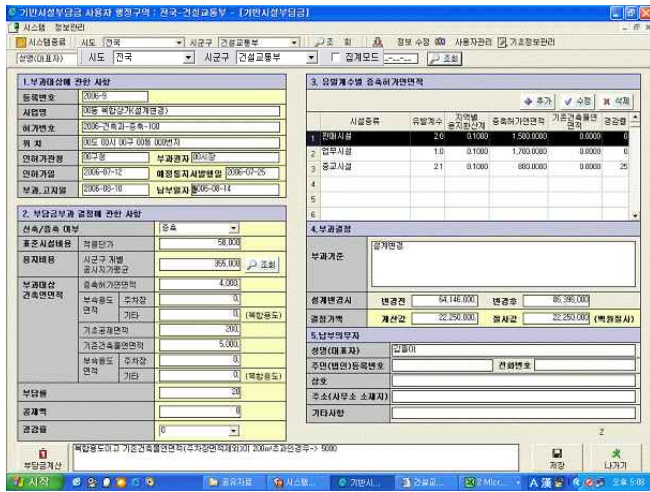 기반시설부담금 사용자 행정구역 : 전국-건설교통부 - [기반시설부담금]
시스템 정보관리
시스템종료 시도 전국 시군구 건설교통부 조 회 정보 수정 사용자관리 기초정보관리
성명(대표자) 시도 전국 시군구 건설교통부 집계모드 조회
1.부과대상에 관한 사항
등록번호 2006-9
사업명 00동 복합상가(설계변경)
허가번호 2006-건축과-증축-100
위 치 00도 00시 00구 00동 000번지
인허가관청 00구청 부과권자 00시장
인허가일 2006-07-12 예정통지서발행일 2006-07-25
부과.고지일 2006-08-10 납부일자 2006-08-14
2. 부담금부과 결정에 관한 사항
신축/증축 여부 증축
표준시설비용 적용단가 58,000
용지비용 시군구 개별 공시지가평균 355,000 조회
부과대상 건축연면적 증축허가연면적 4,000
부속용도 면적 주차장 0
기타 0 (복합용도)
기초공제면적 200
기존건축물연면적 5,000
부속용도 면적 주차장 0
기타 0 (복합용도)
부담률 20
공제액 0
경감률 0
3. 유발계수별 증축허가연면적
추가 수정 삭제
시설종류 유발계수 지역별 용지환산계 증축허가연면적 기존건축물연면적 경감률
1 판매시설 2.0 0.1000 1,500.0000 0.0000 0
2 업무시설 1.0 0.1000 1,700.0000 0.0000 0
3 종교시설 2.1 0.1000 800.0000 0.0000 25
4
5
6
4.부과결정
부과기준 설계변경
설계변경시 변경전 64,146,000 변경후 86,396,000
결정가액 계산값 22,250,000 절사값 22,250,000 (백원절사)
5.납부의무자
성명(대표자) 김돌이
주민(법인)등록번호 전화번호
상호
주소(사무소 소재지)
기타사항
2
부담금계산 복합용도이고 기존건축물연면적(주차장면적제외)이 200㎡초과인경우-> 5000 저장 나가기
시작 공유자료 시스템... 기반시... 건설교... 2 Micr... 오후 5:08